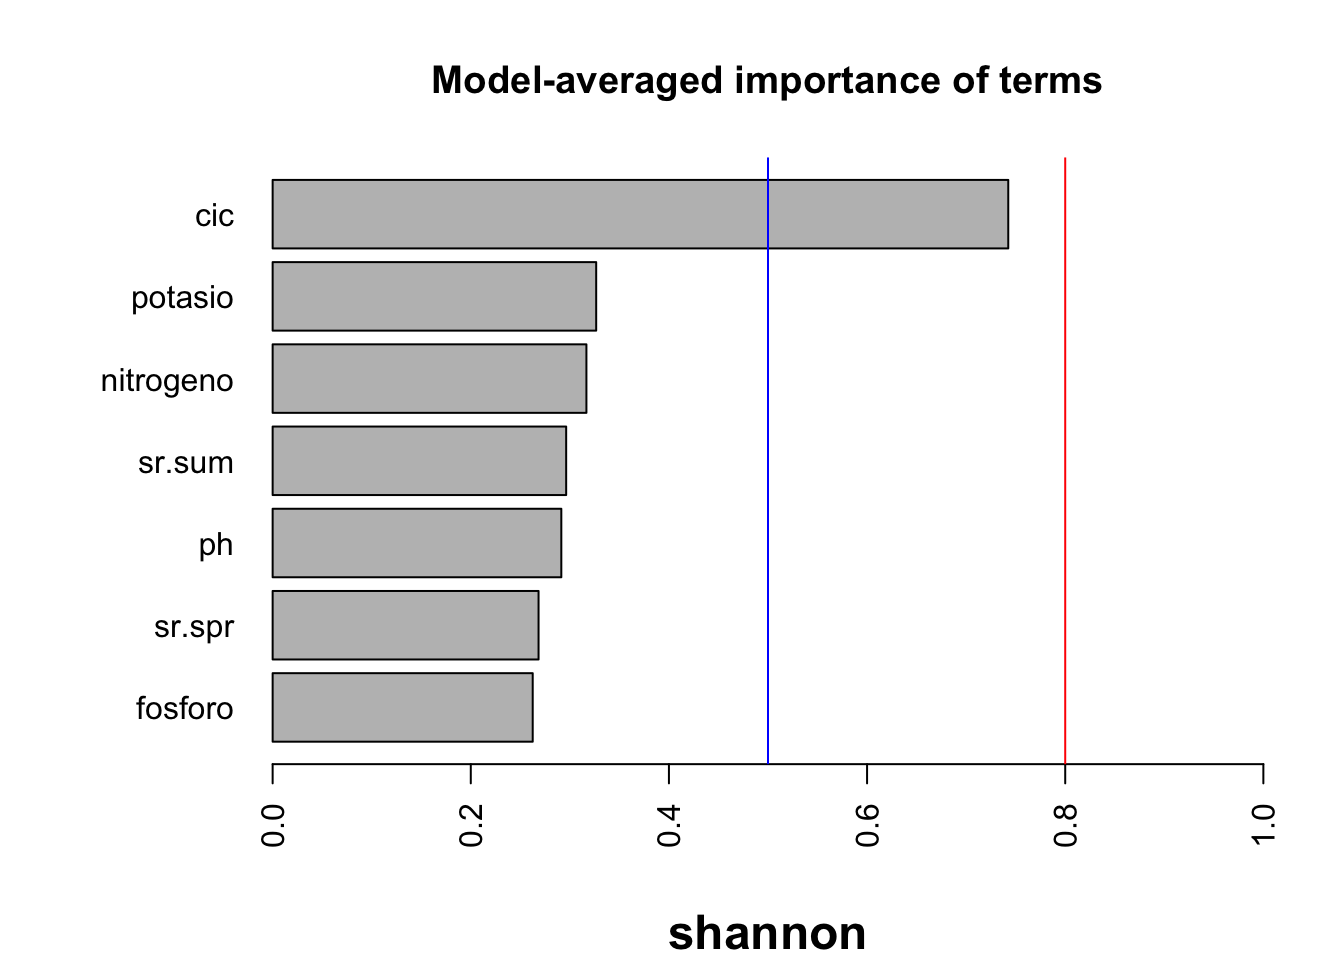 Model-averaged importance of terms
cic
potasio
nitrogeno
sr.sum
ph
sr.spr
fosforo
0.0 0.2 0.4 0.6 0.8 1.0
shannon